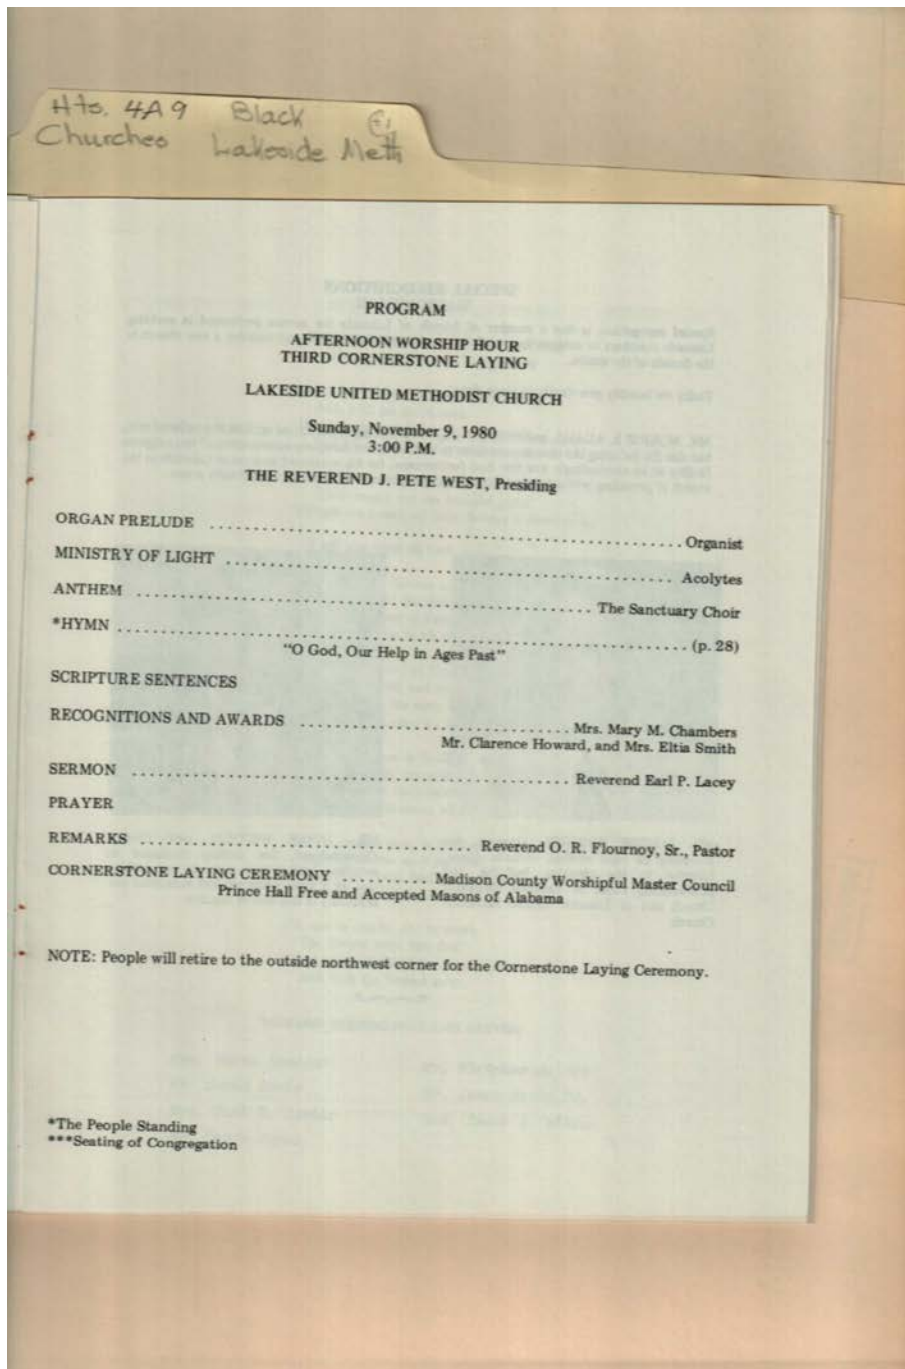 Hts. 4A9 Black
Churches Lakeside Meth
PROGRAM
AFTERNOON WORSHIP HOUR
THIRD CORNERSTONE LAYING
LAKESIDE UNITED METHODIST CHURCH
Sunday, November 9, 1980
3:00 P.M.
THE REVEREND J. PETE WEST, Presiding
ORGAN PRELUDE ........................................................... Organist
MINISTRY OF LIGHT ........................................................ Acolytes
ANTHEM ......................................................... The Sanctuary Choir
*HYMN ....................................................................... (p. 28)
"O God, Our Help in Ages Past"
SCRIPTURE SENTENCES
RECOGNITIONS AND AWARDS ................................. Mrs. Mary M. Chambers
Mr. Clarence Howard, and Mrs. Eltia Smith
SERMON ...................................................... Reverend Earl P. Lacey
PRAYER
REMARKS ......................................... Reverend O. R. Flournoy, Sr., Pastor
CORNERSTONE LAYING CEREMONY .......... Madison County Worshipful Master Council
Prince Hall Free and Accepted Masons of Alabama
NOTE: People will retire to the outside northwest corner for the Cornerstone Laying Ceremony.
*The People Standing
***Seating of Congregation